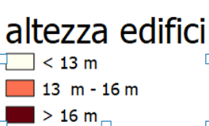 altezza edifici
< 13 m
13 m - 16 m
> 16 m